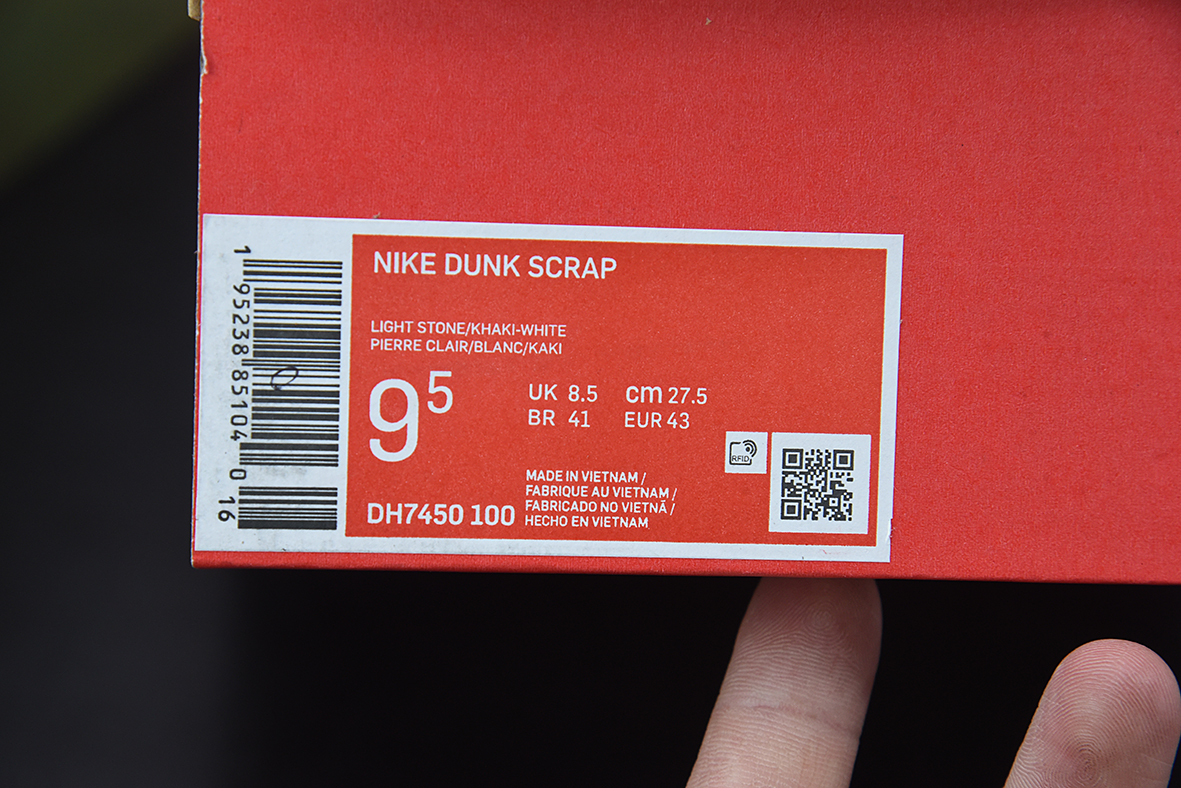 NIKE DUNK SCRAP
LIGHT STONE/KHAKI-WHITE
PIERRE CLAIR/BLANC/KAKI
9 5
UK 8.5 cm 27.5
BR 41 EUR 43
RFID
MADE IN VIETNAM /
FABRIQUE AU VIETNAM /
FABRICADO NO VIETNÃ /
HECHO EN VIETNAM
DH7450 100
1 95238 85104 0 16